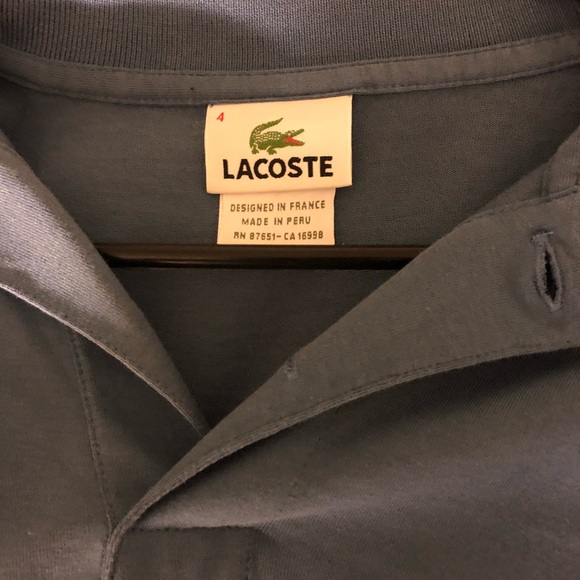 4
LACOSTE
DESIGNED IN FRANCE
MADE IN PERU
RN 87651-CA 16998